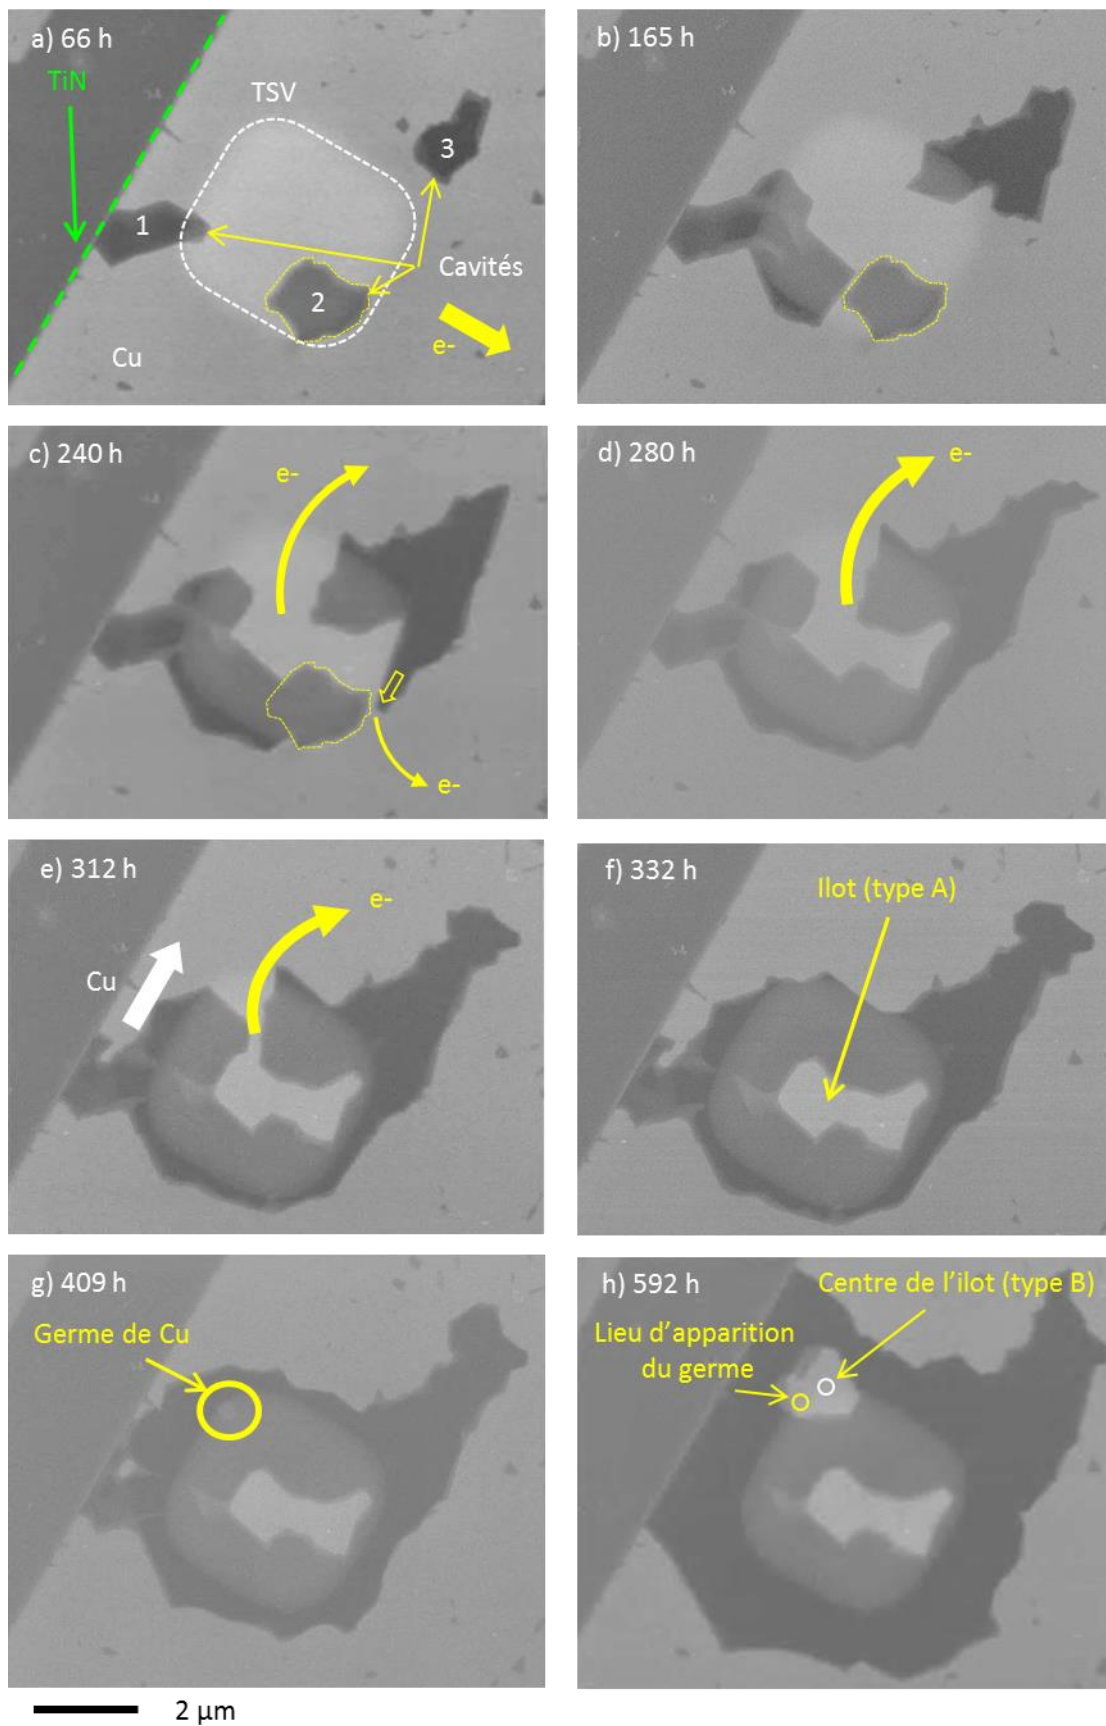 a) 66 h
TiN
TSV
3
1
Cavités
2
e-
Cu
b) 165 h
c) 240 h
e-
e-
d) 280 h
e-
e) 312 h
e-
Cu
f) 332 h
Ilot (type A)
g) 409 h
Germe de Cu
h) 592 h
Centre de l'ilot (type B)
Lieu d'apparition
du germe
2 µm